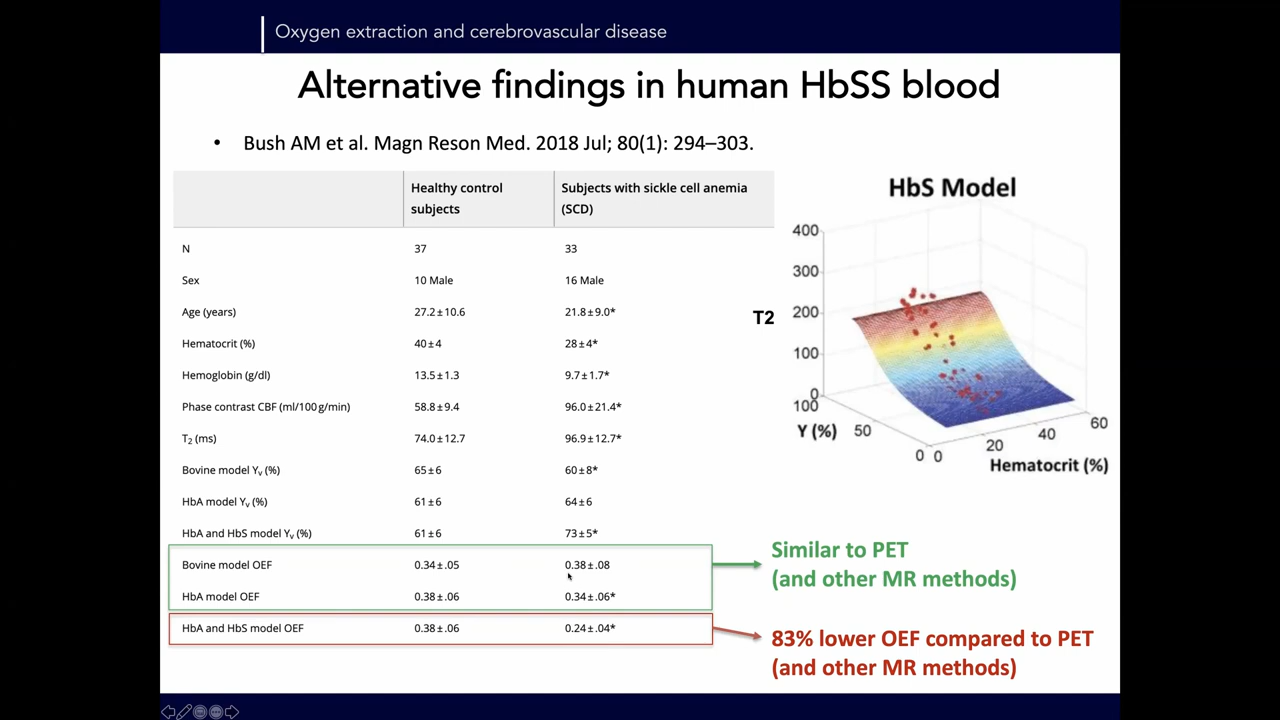 Oxygen extraction and cerebrovascular disease
Alternative findings in human HbSS blood
• Bush AM et al. Magn Reson Med. 2018 Jul; 80(1): 294–303.
Healthy control subjects Subjects with sickle cell anemia (SCD)
N 37 33
Sex 10 Male 16 Male
Age (years) 27.2±10.6 21.8±9.0*
Hematocrit (%) 40±4 28±4*
Hemoglobin (g/dl) 13.5±1.3 9.7±1.7*
Phase contrast CBF (ml/100 g/min) 58.8±9.4 96.0±21.4*
T2 (ms) 74.0±12.7 96.9±12.7*
Bovine model Yv (%) 65±6 60±8*
HbA model Yv (%) 61±6 64±6
HbA and HbS model Yv (%) 61±6 73±5*
Bovine model OEF 0.34±.05 0.38±.08
HbA model OEF 0.38±.06 0.34±.06*
HbA and HbS model OEF 0.38±.06 0.24±.04*
HbS Model
400
300
T2 200
100
0
100
Y (%) 50
0 0 20 40 60
Hematocrit (%)
Similar to PET
(and other MR methods)
83% lower OEF compared to PET
(and other MR methods)